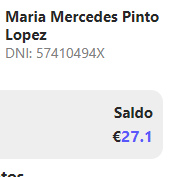 Maria Mercedes Pinto
Lopez
DNI: 57410494X
Saldo
€27.1